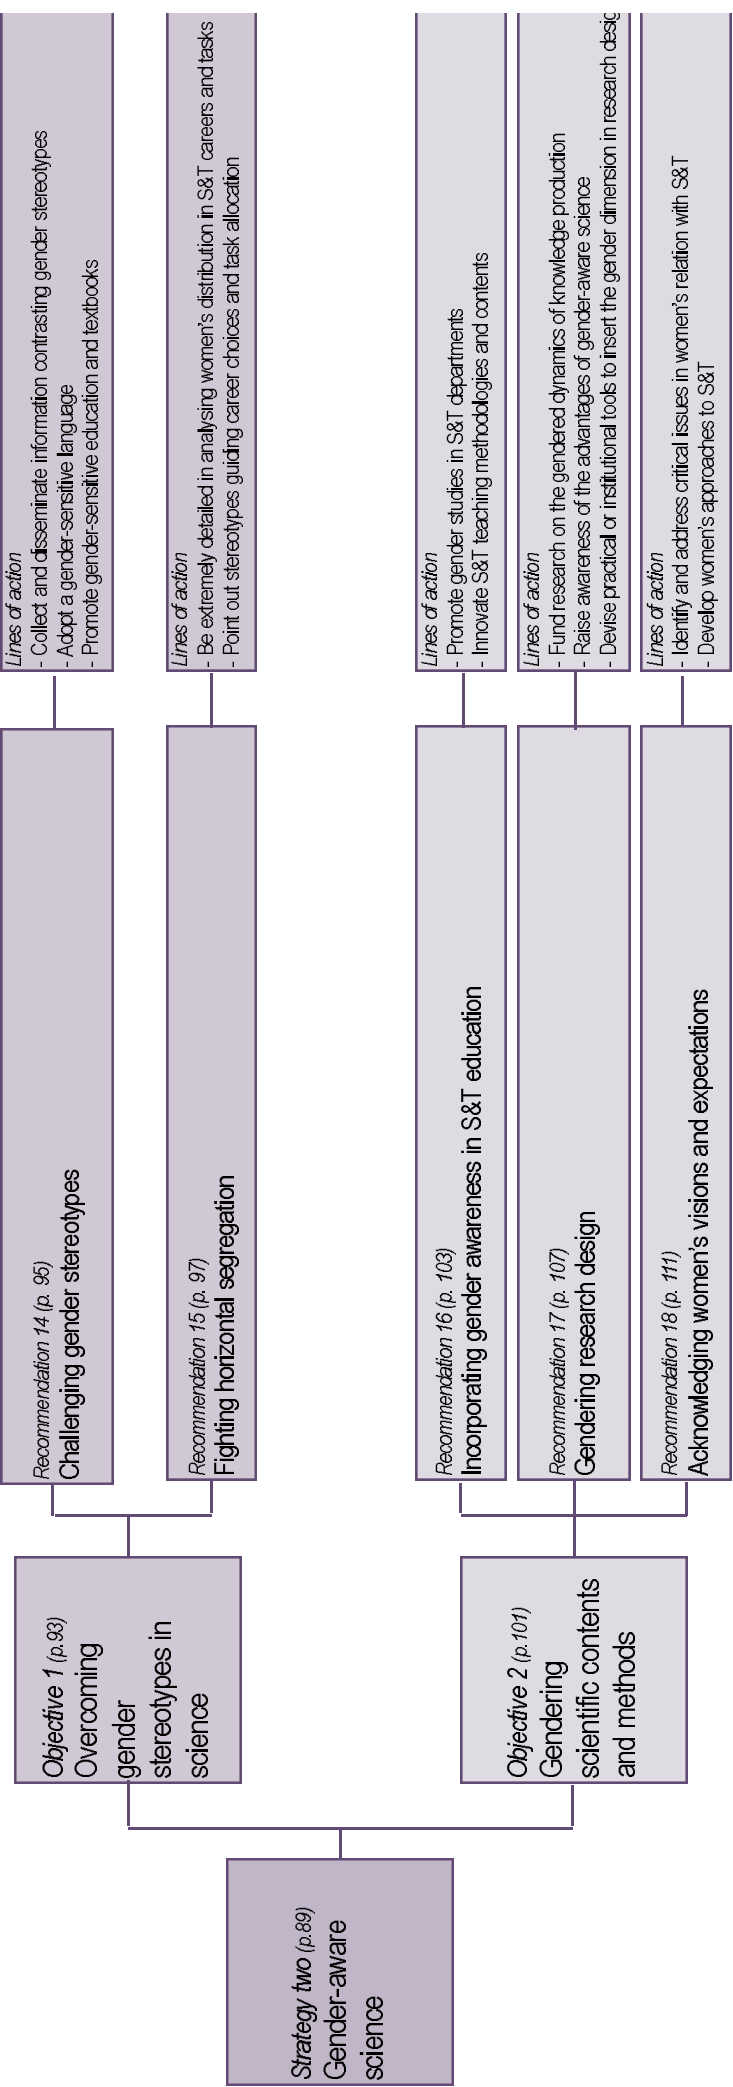 Strategy two (p.89)
Gender-aware
science
Objective 1 (p.93)
Overcoming
gender
stereotypes in
science
Recommendation 14 (p. 95)
Challenging gender stereotypes
Lines of action
- Collect and disseminate information contrasting gender stereotypes
- Adopt a gender-sensitive language
- Promote gender-sensitive education and textbooks
Recommendation 15 (p. 97)
Fighting horizontal segregation
Lines of action
- Be extremely detailed in analysing women's distribution in S&T careers and tasks
- Point out stereotypes guiding career choices and task allocation
Objective 2 (p.101)
Gendering
scientific contents
and methods
Recommendation 16 (p. 103)
Incorporating gender awareness in S&T education
Lines of action
- Promote gender studies in S&T departments
- Innovate S&T teaching methodologies and contents
Recommendation 17 (p. 107)
Gendering research design
Lines of action
- Fund research on the gendered dynamics of knowledge production
- Raise awareness of the advantages of gender-aware science
- Devise practical or institutional tools to insert the gender dimension in research
Recommendation 18 (p. 111)
Acknowledging women's visions and expectations
Lines of action
- Identify and address critical issues in women's relation with S&T
- Develop women's approaches to S&T